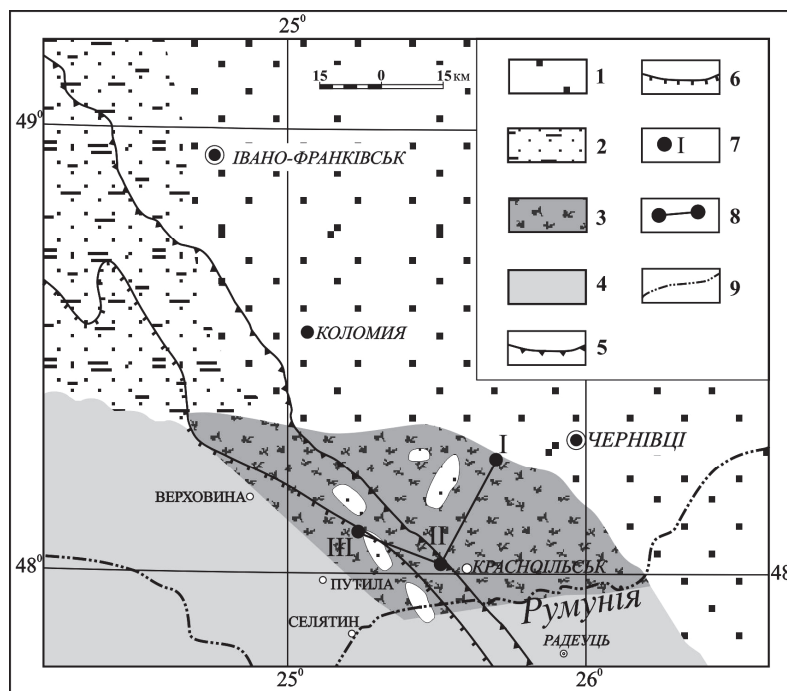 25⁰
15 0 15 км
49⁰
ІВАНО-ФРАНКІВСЬК
КОЛОМИЯ
ЧЕРНІВЦІ
ВЕРХОВИНА
I
II
III
КРАСНОЇЛЬСЬК
48⁰
48
ПУТИЛА
Румунія
СЕЛЯТИН
РАДЕУЦЬ
25⁰
26⁰
1
2
3
4
5
6
I 7
8
9